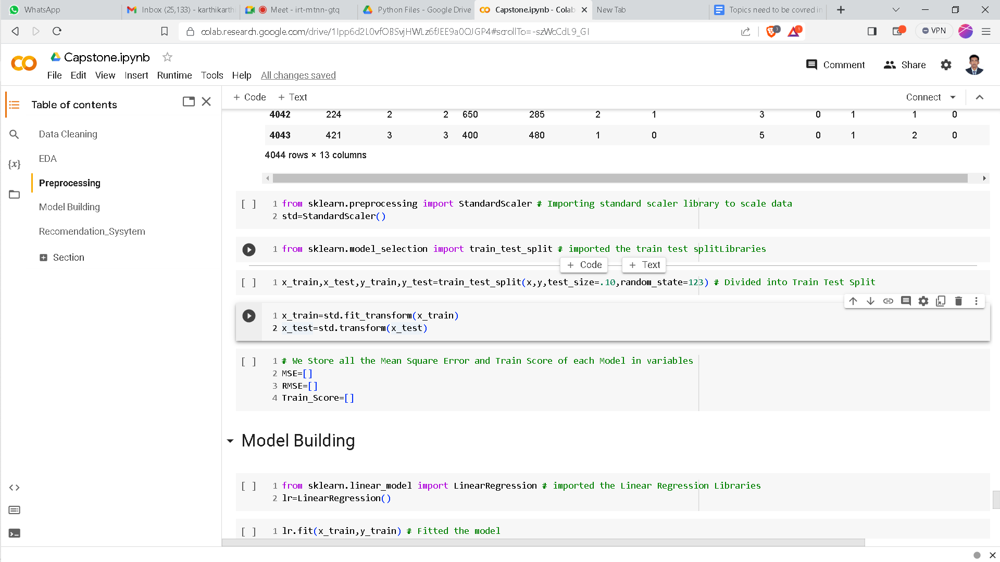 WhatsApp
Inbox (25,133) - karthikarthi
Meet - irt-mtnn-gtq
Python Files - Google Drive
Capstone.ipynb - Colab
New Tab
Topics need to be covred in
colab.research.google.com/drive/1Ipp6d2L0vfOBSvjHWLz6fJEE9a0OJGP4#scrollTo=-szWcCdL9_GI
3
1
VPN
CO
Capstone.ipynb
File Edit View Insert Runtime Tools Help All changes saved
Comment
Share
Table of contents
Data Cleaning
EDA
{x}
Preprocessing
Model Building
Recomendation_Sysytem
Section
+ Code + Text
Connect
4042 224 2 2 650 285 2 1 3 0 1 1 0
4043 421 3 3 400 480 1 0 5 0 1 2 0
4044 rows × 13 columns
[ ] 1 from sklearn.preprocessing import StandardScaler # Importing standard scaler library to scale data
2 std=StandardScaler()
1 from sklearn.model_selection import train_test_split # imported the train test splitLibraries
+ Code + Text
[ ] 1 x_train,x_test,y_train,y_test=train_test_split(x,y,test_size=.10,random_state=123) # Divided into Train Test Split
1 x_train=std.fit_transform(x_train)
2 x_test=std.transform(x_test)
[ ] 1 # We Store all the Mean Square Error and Train Score of each Model in variables
2 MSE=[]
3 RMSE=[]
4 Train_Score=[]
Model Building
[ ] 1 from sklearn.linear_model import LinearRegression # imported the Linear Regression Libraries
2 lr=LinearRegression()
[ ] 1 lr.fit(x_train,y_train) # Fitted the model